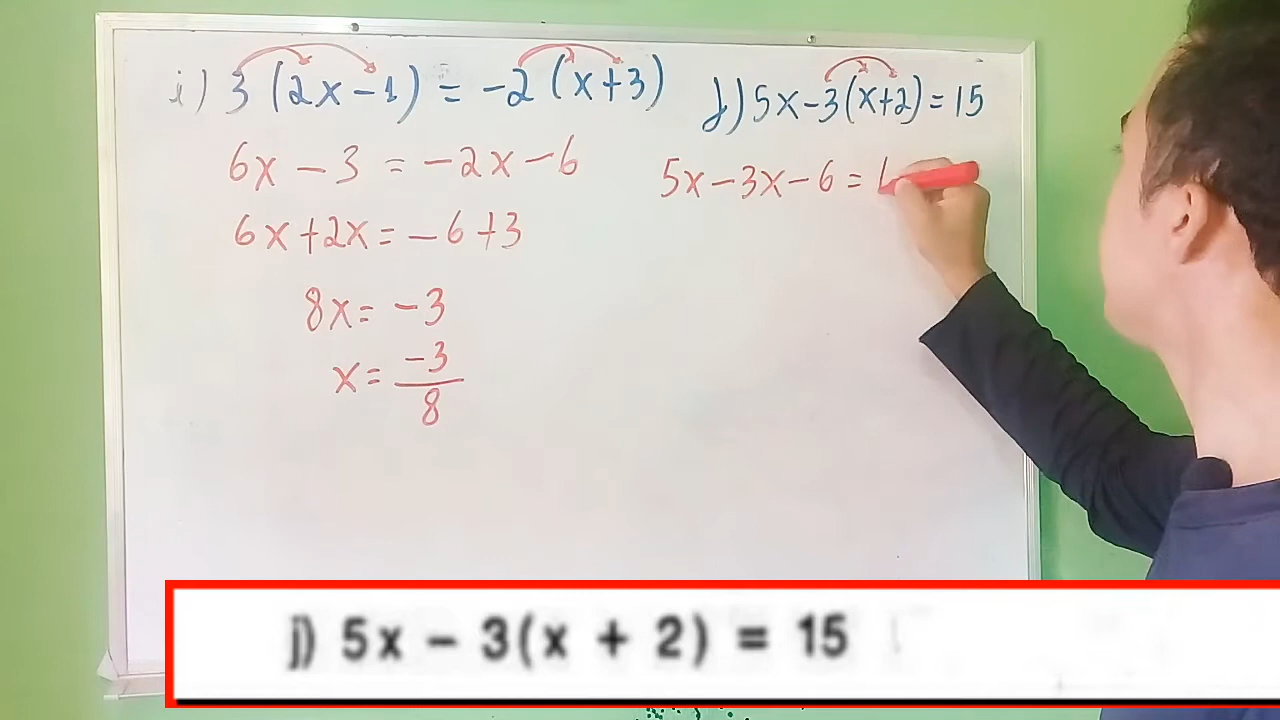 i) 3 (2x - 1) = -2 (x+3)
6x - 3 = -2x - 6
6x+2x = -6 +3
8x = -3
x = -3/8
j) 5x-3(x+2) = 15
5x - 3x - 6 = 1
j) 5x - 3(x + 2) = 15